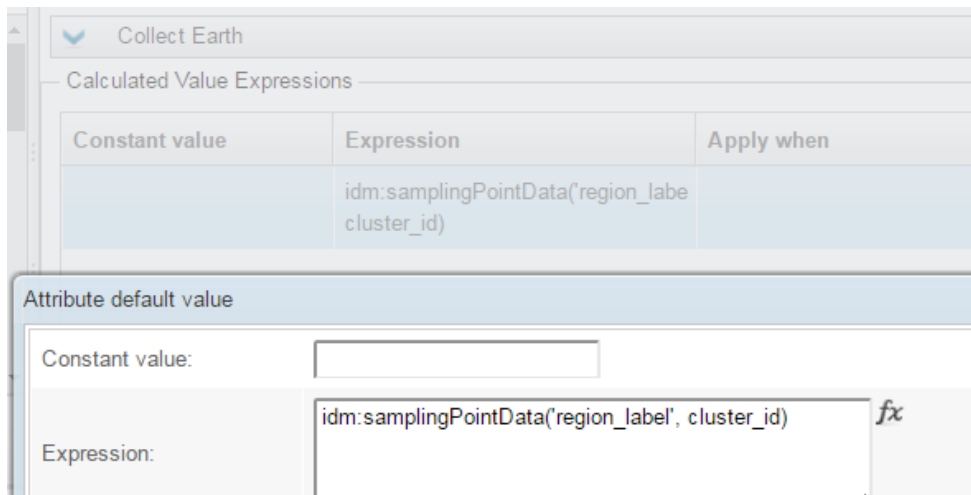 Collect Earth
Calculated Value Expressions
Constant value Expression Apply when
idm:samplingPointData('region_labe
cluster_id)
Attribute default value
Constant value:
idm:samplingPointData('region_label', cluster_id) fx
Expression: